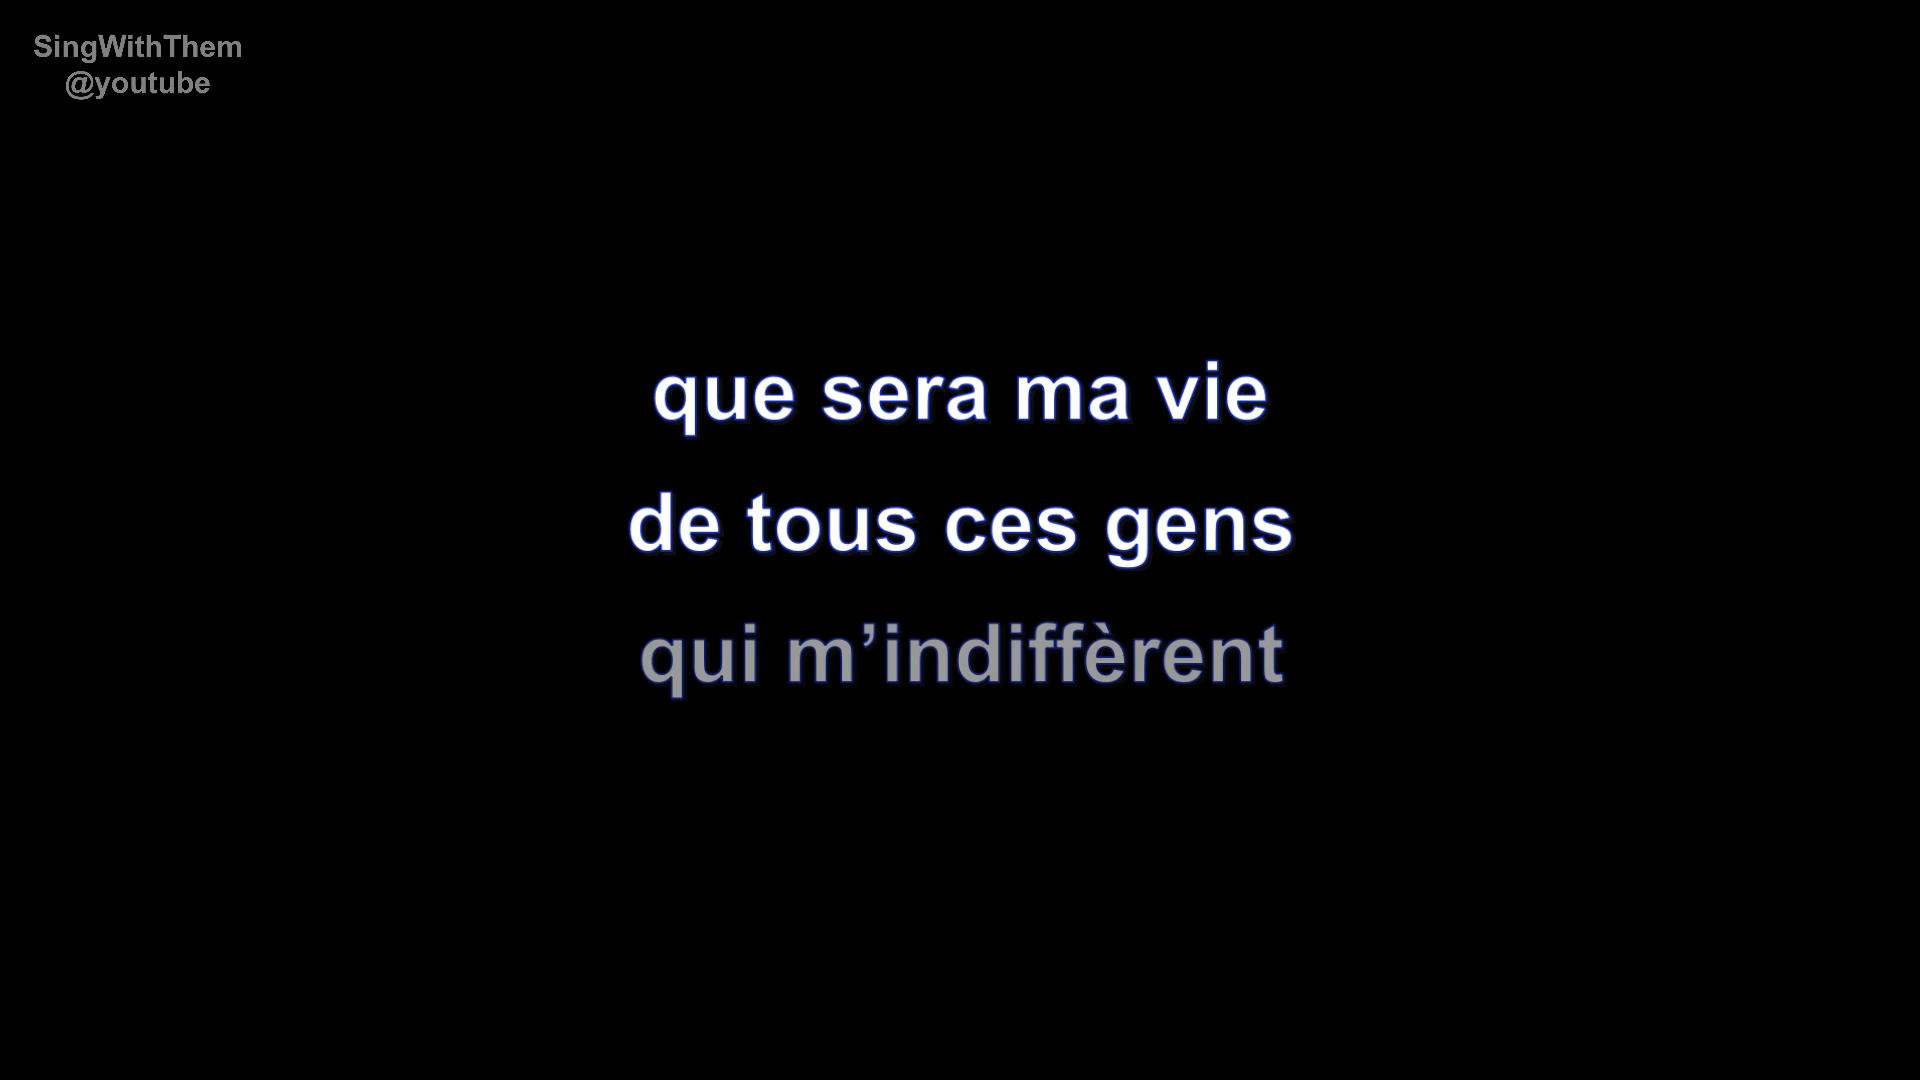 SingWithThem
@youtube
que sera ma vie
de tous ces gens
qui m’indiffèrent